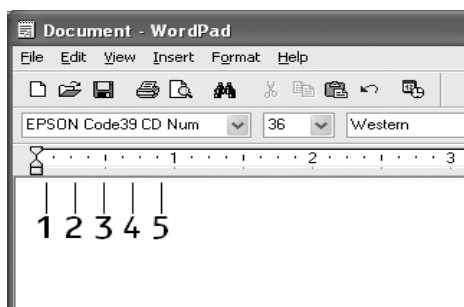 Document - WordPad
File Edit View Insert Format Help
EPSON Code39 CD Num 36 Western
1 2 3
1 2 3 4 5